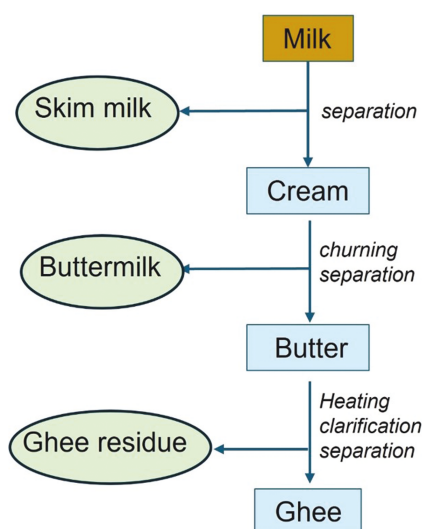 Milk
Skim milk
separation
Cream
churning
separation
Buttermilk
Butter
Heating
clarification
separation
Ghee residue
Ghee